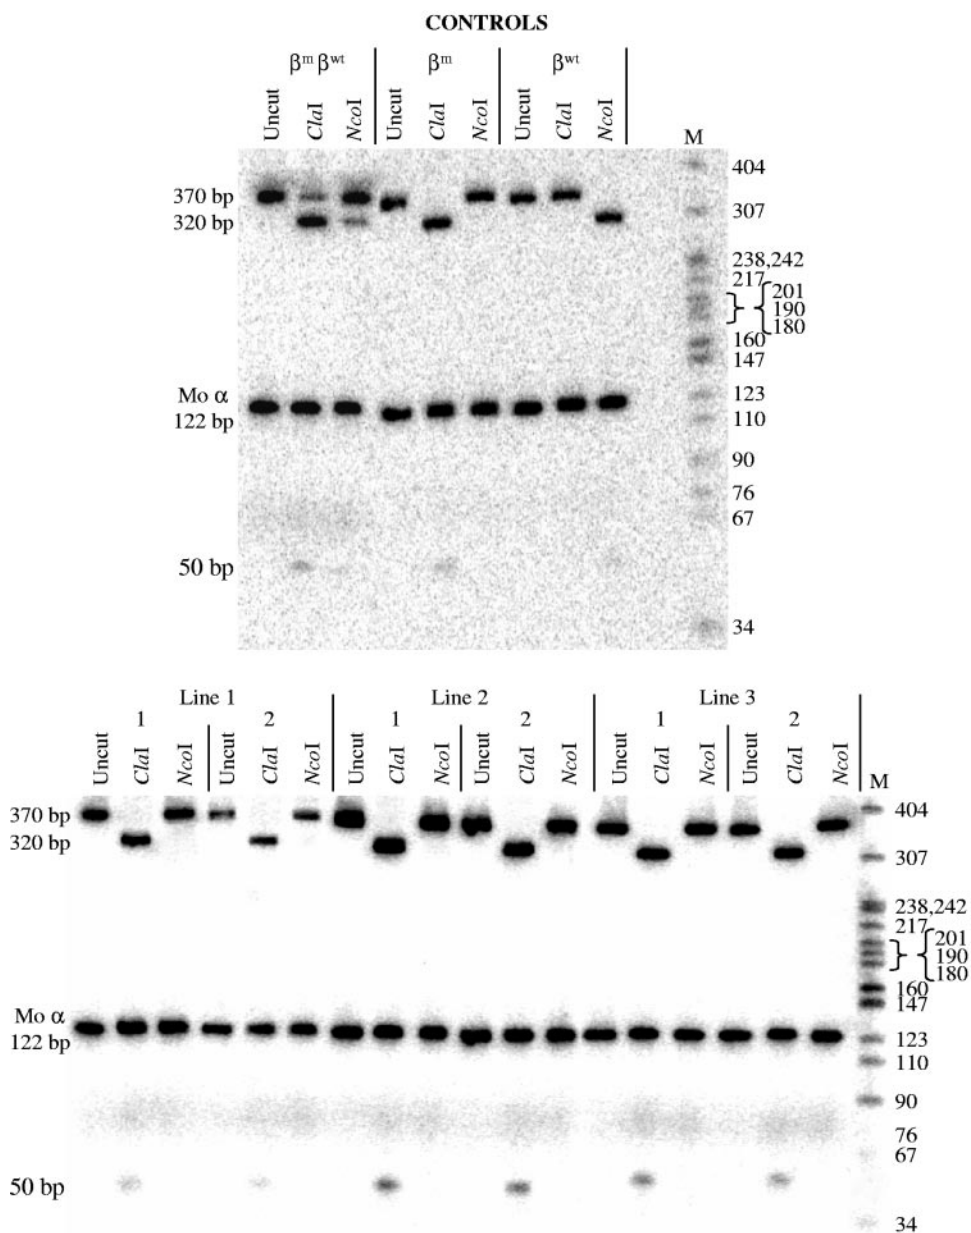 CONTROLS
βᵐ βʷᵗ βᵐ βʷᵗ
Uncut ClaI NcoI Uncut ClaI NcoI Uncut ClaI NcoI M
370 bp
320 bp
Mo α
122 bp
50 bp
404
307
238,242
217
201
190
180
160
147
123
110
90
76
67
34
Line 1 Line 2 Line 3
1 2 1 2 1 2
Uncut ClaI NcoI Uncut ClaI NcoI Uncut ClaI NcoI Uncut ClaI NcoI Uncut ClaI NcoI Uncut ClaI NcoI M
370 bp
320 bp
Mo α
122 bp
50 bp
404
307
238,242
217
201
190
180
160
147
123
110
90
76
67
34